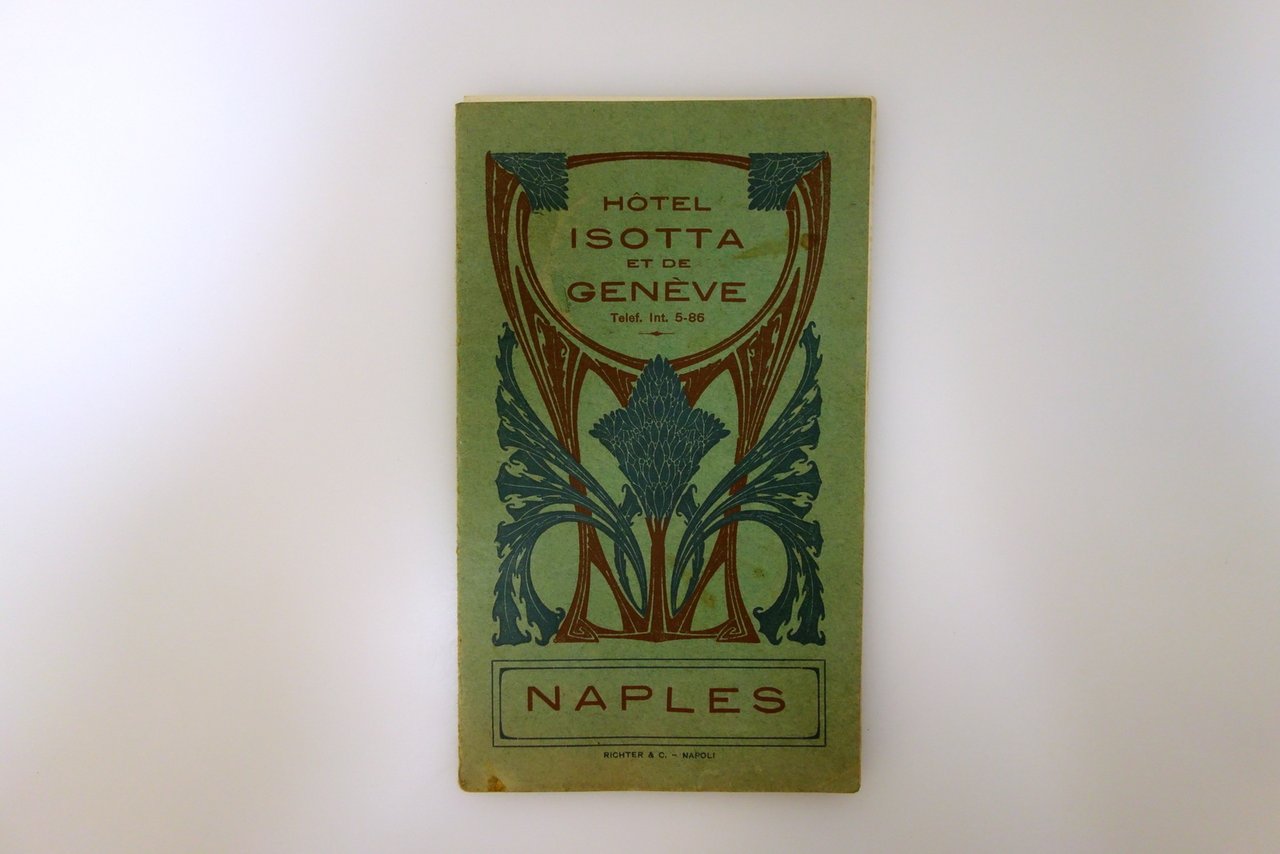 HÔTEL
ISOTTA
ET DE
GENÈVE
Telef. Int. 5-86
NAPLES
RICHTER & C. - NAPOLI